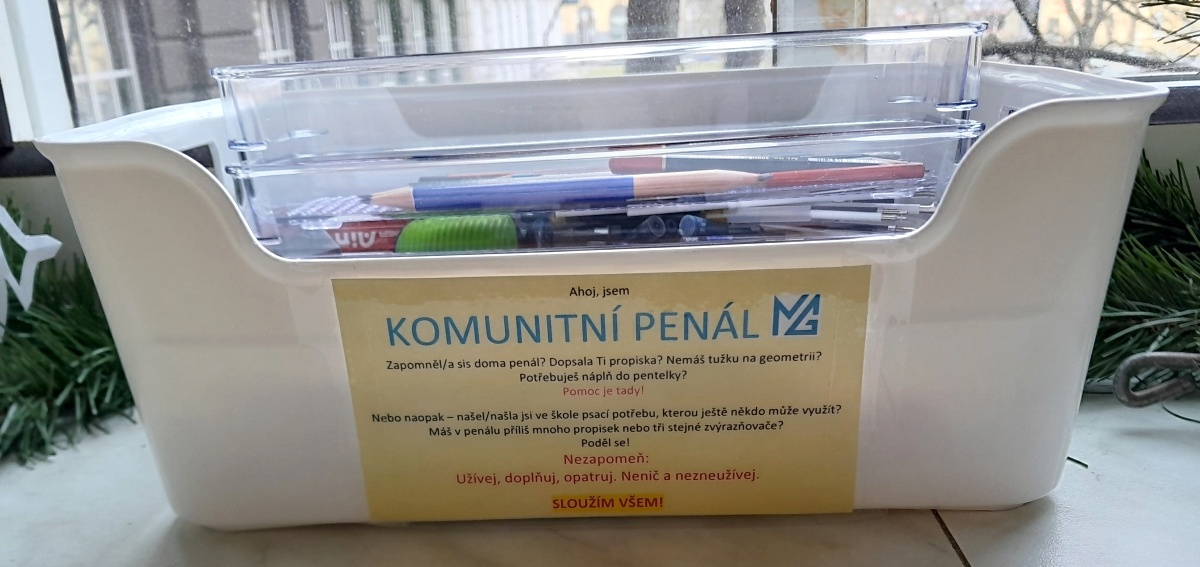 Ahoj, jsem
KOMUNITNÍ PENÁL MG
Zapomněl/a sis doma penál? Dopsala Ti propiska? Nemáš tužku na geometrii?
Potřebuješ náplň do pentelky?
Pomoc je tady!
Nebo naopak – našel/našla jsi ve škole psací potřebu, kterou ještě někdo může využít?
Máš v penálu příliš mnoho propisek nebo tři stejné zvýrazňovače?
Poděl se!
Nezapomeň:
Užívej, doplňuj, opatruj. Nenič a nezneužívej.
SLOUŽÍM VŠEM!